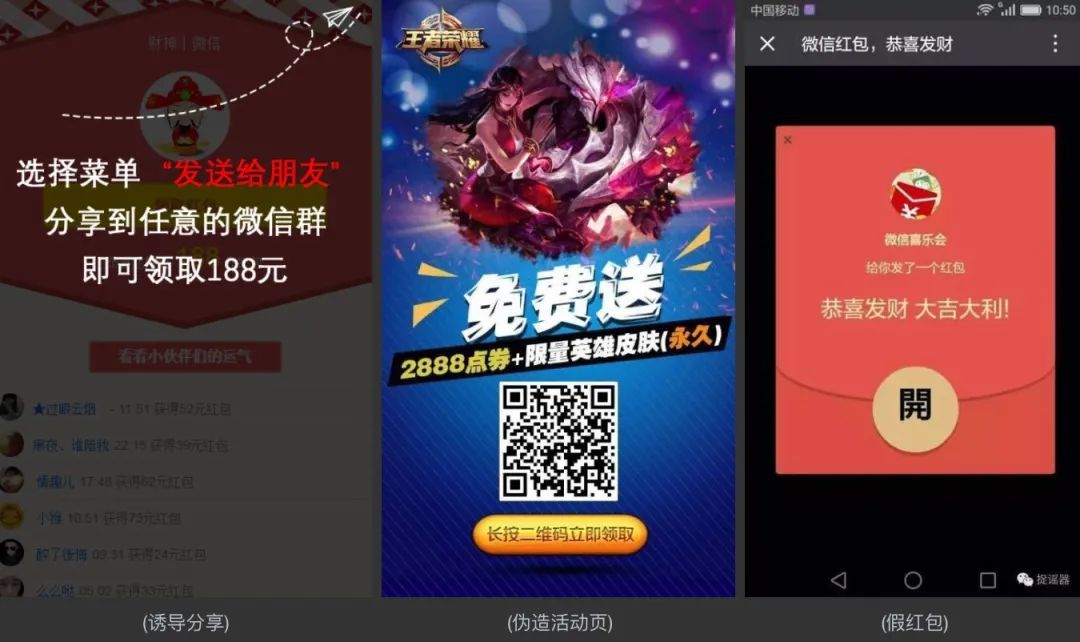 财神 | 微信
选择菜单 “发送给朋友”
分享到任意的微信群
即可领取188元
看看小伙伴们的运气
★过眼云烟 - 11:51 获得52元红包
黑夜、谁陪我 22:15 获得39元红包
情趣儿 17:48 获得62元红包
小雅 10:51 获得73元红包
醉了後悔 09:31 获得24元红包
么么哒 05:02 获得33元红包
(诱导分享)
王者荣耀
免费送
2888点券+限量英雄皮肤(永久)
长按二维码立即领取
(伪造活动页)
中国移动
10:50
微信红包，恭喜发财
微信喜乐会
给你发了一个红包
恭喜发财 大吉大利!
開
捉谣器
(假红包)